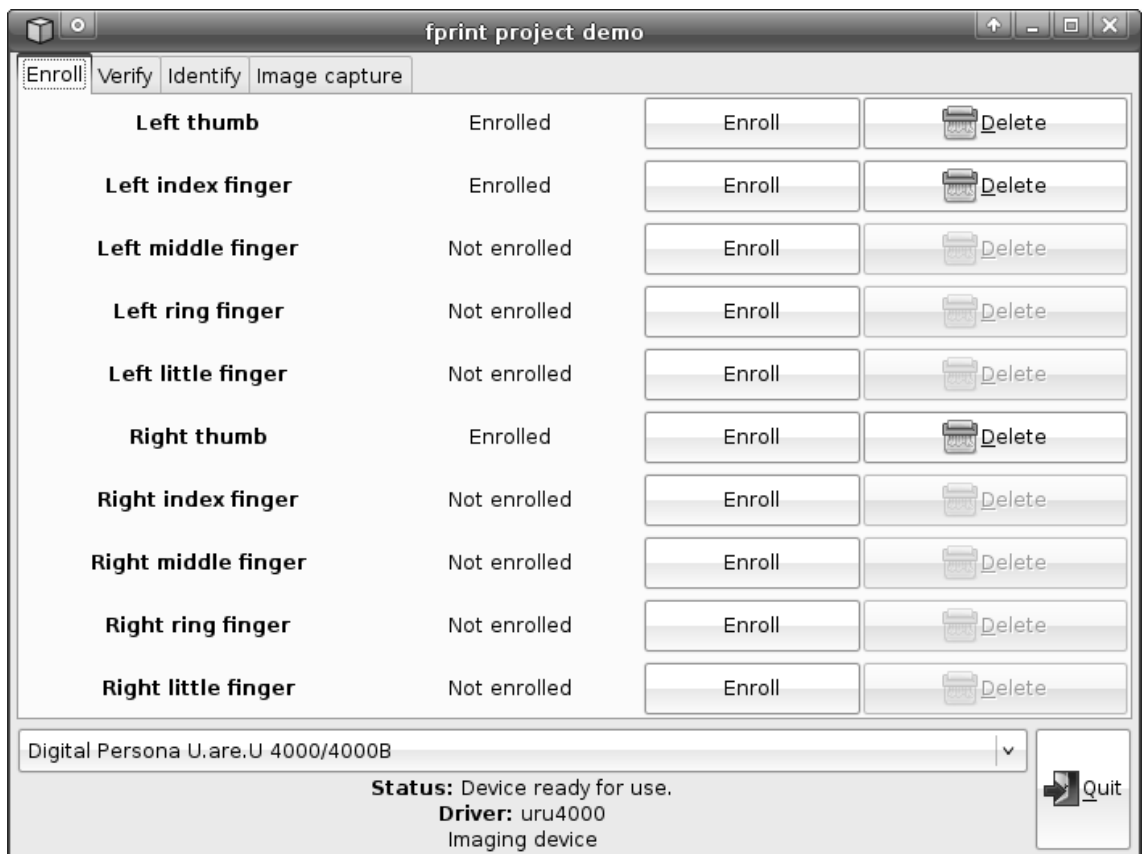 fprint project demo
Enroll Verify Identify Image capture
Left thumb Enrolled Enroll Delete
Left index finger Enrolled Enroll Delete
Left middle finger Not enrolled Enroll Delete
Left ring finger Not enrolled Enroll Delete
Left little finger Not enrolled Enroll Delete
Right thumb Enrolled Enroll Delete
Right index finger Not enrolled Enroll Delete
Right middle finger Not enrolled Enroll Delete
Right ring finger Not enrolled Enroll Delete
Right little finger Not enrolled Enroll Delete
Digital Persona U.are.U 4000/4000B
Status: Device ready for use.
Quit
Driver: uru4000
Imaging device